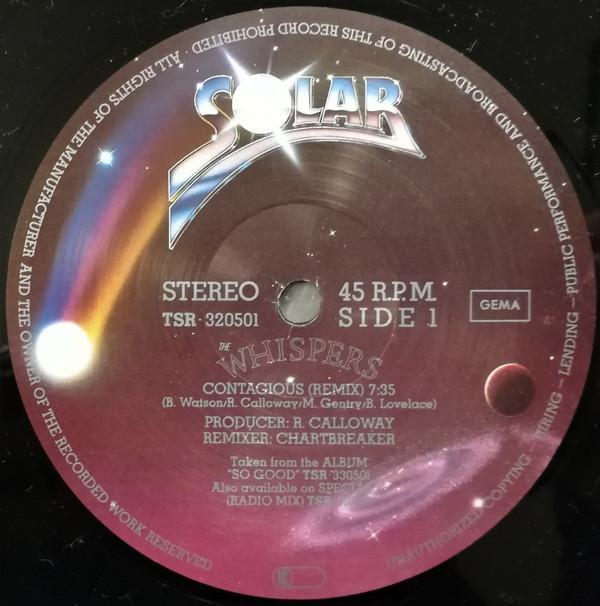 ALL RIGHTS OF THE MANUFACTURER AND THE OWNER OF THE RECORDED WORK RESERVED
UNAUTHORIZED COPYING – HIRING – LENDING – PUBLIC PERFORMANCE AND BROADCASTING OF THIS RECORD PROHIBITED ·
SOLAR
STEREO
TSR 320501
45 R.P.M.
SIDE 1
GEMA
THE
WHISPERS
CONTAGIOUS (REMIX) 7:35
(B. Watson/R. Calloway/M. Gentry/B. Lovelace)
PRODUCER: R. CALLOWAY
REMIXER: CHARTBREAKER
Taken from the ALBUM
"SO GOOD" TSR 330501
Also available on
(RADIO MIX)
LC